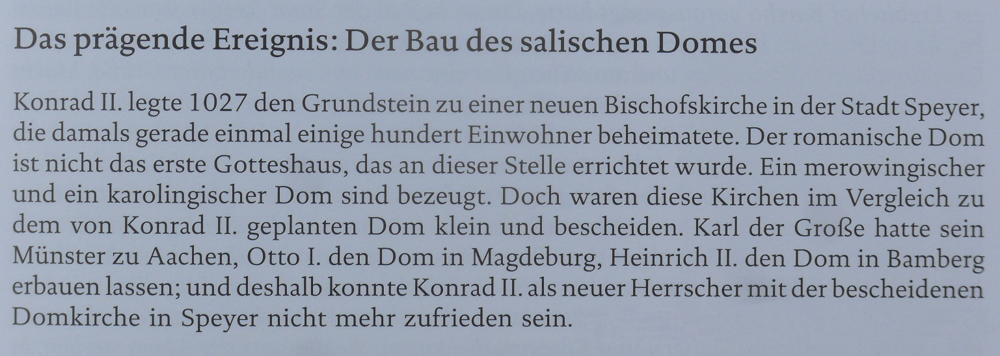 Das prägende Ereignis: Der Bau des salischen Domes
Konrad II. legte 1027 den Grundstein zu einer neuen Bischofskirche in der Stadt Speyer,
die damals gerade einmal einige hundert Einwohner beheimatete. Der romanische Dom
ist nicht das erste Gotteshaus, das an dieser Stelle errichtet wurde. Ein merowingischer
und ein karolingischer Dom sind bezeugt. Doch waren diese Kirchen im Vergleich zu
dem von Konrad II. geplanten Dom klein und bescheiden. Karl der Große hatte sein
Münster zu Aachen, Otto I. den Dom in Magdeburg, Heinrich II. den Dom in Bamberg
erbauen lassen; und deshalb konnte Konrad II. als neuer Herrscher mit der bescheidenen
Domkirche in Speyer nicht mehr zufrieden sein.